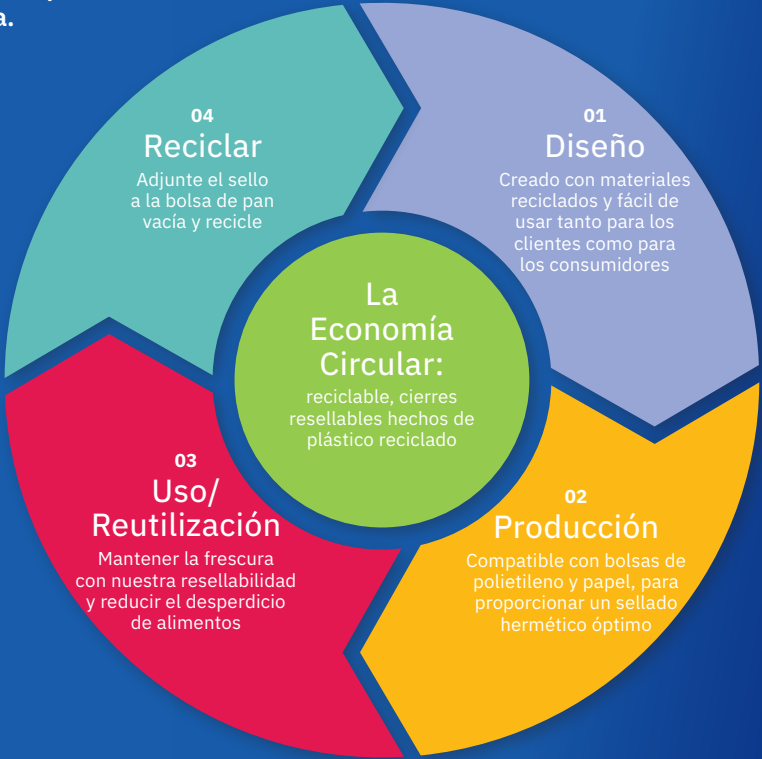 a.
04
Reciclar
Adjunte el sello
a la bolsa de pan
vacía y recicle
01
Diseño
Creado con materiales
reciclados y fácil de
usar tanto para los
clientes como para
los consumidores
La
Economía
Circular:
reciclable, cierres
resellables hechos de
plástico reciclado
03
Uso/
Reutilización
Mantener la frescura
con nuestra resellabilidad
y reducir el desperdicio
de alimentos
02
Producción
Compatible con bolsas de
polietileno y papel, para
proporcionar un sellado
hermético óptimo